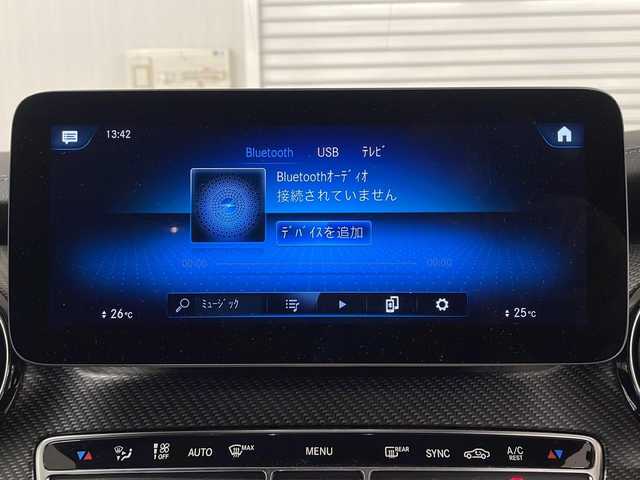 13:42
Bluetooth USB ﾃﾚﾋﾞ
Bluetoothｵｰﾃﾞｨｵ
接続されていません
ﾃﾞﾊﾞｲｽを追加
00:00 00:00
ﾐｭｰｼﾞｯｸ
26℃ 25℃
OFF AUTO MAX MENU REAR SYNC A/C REST